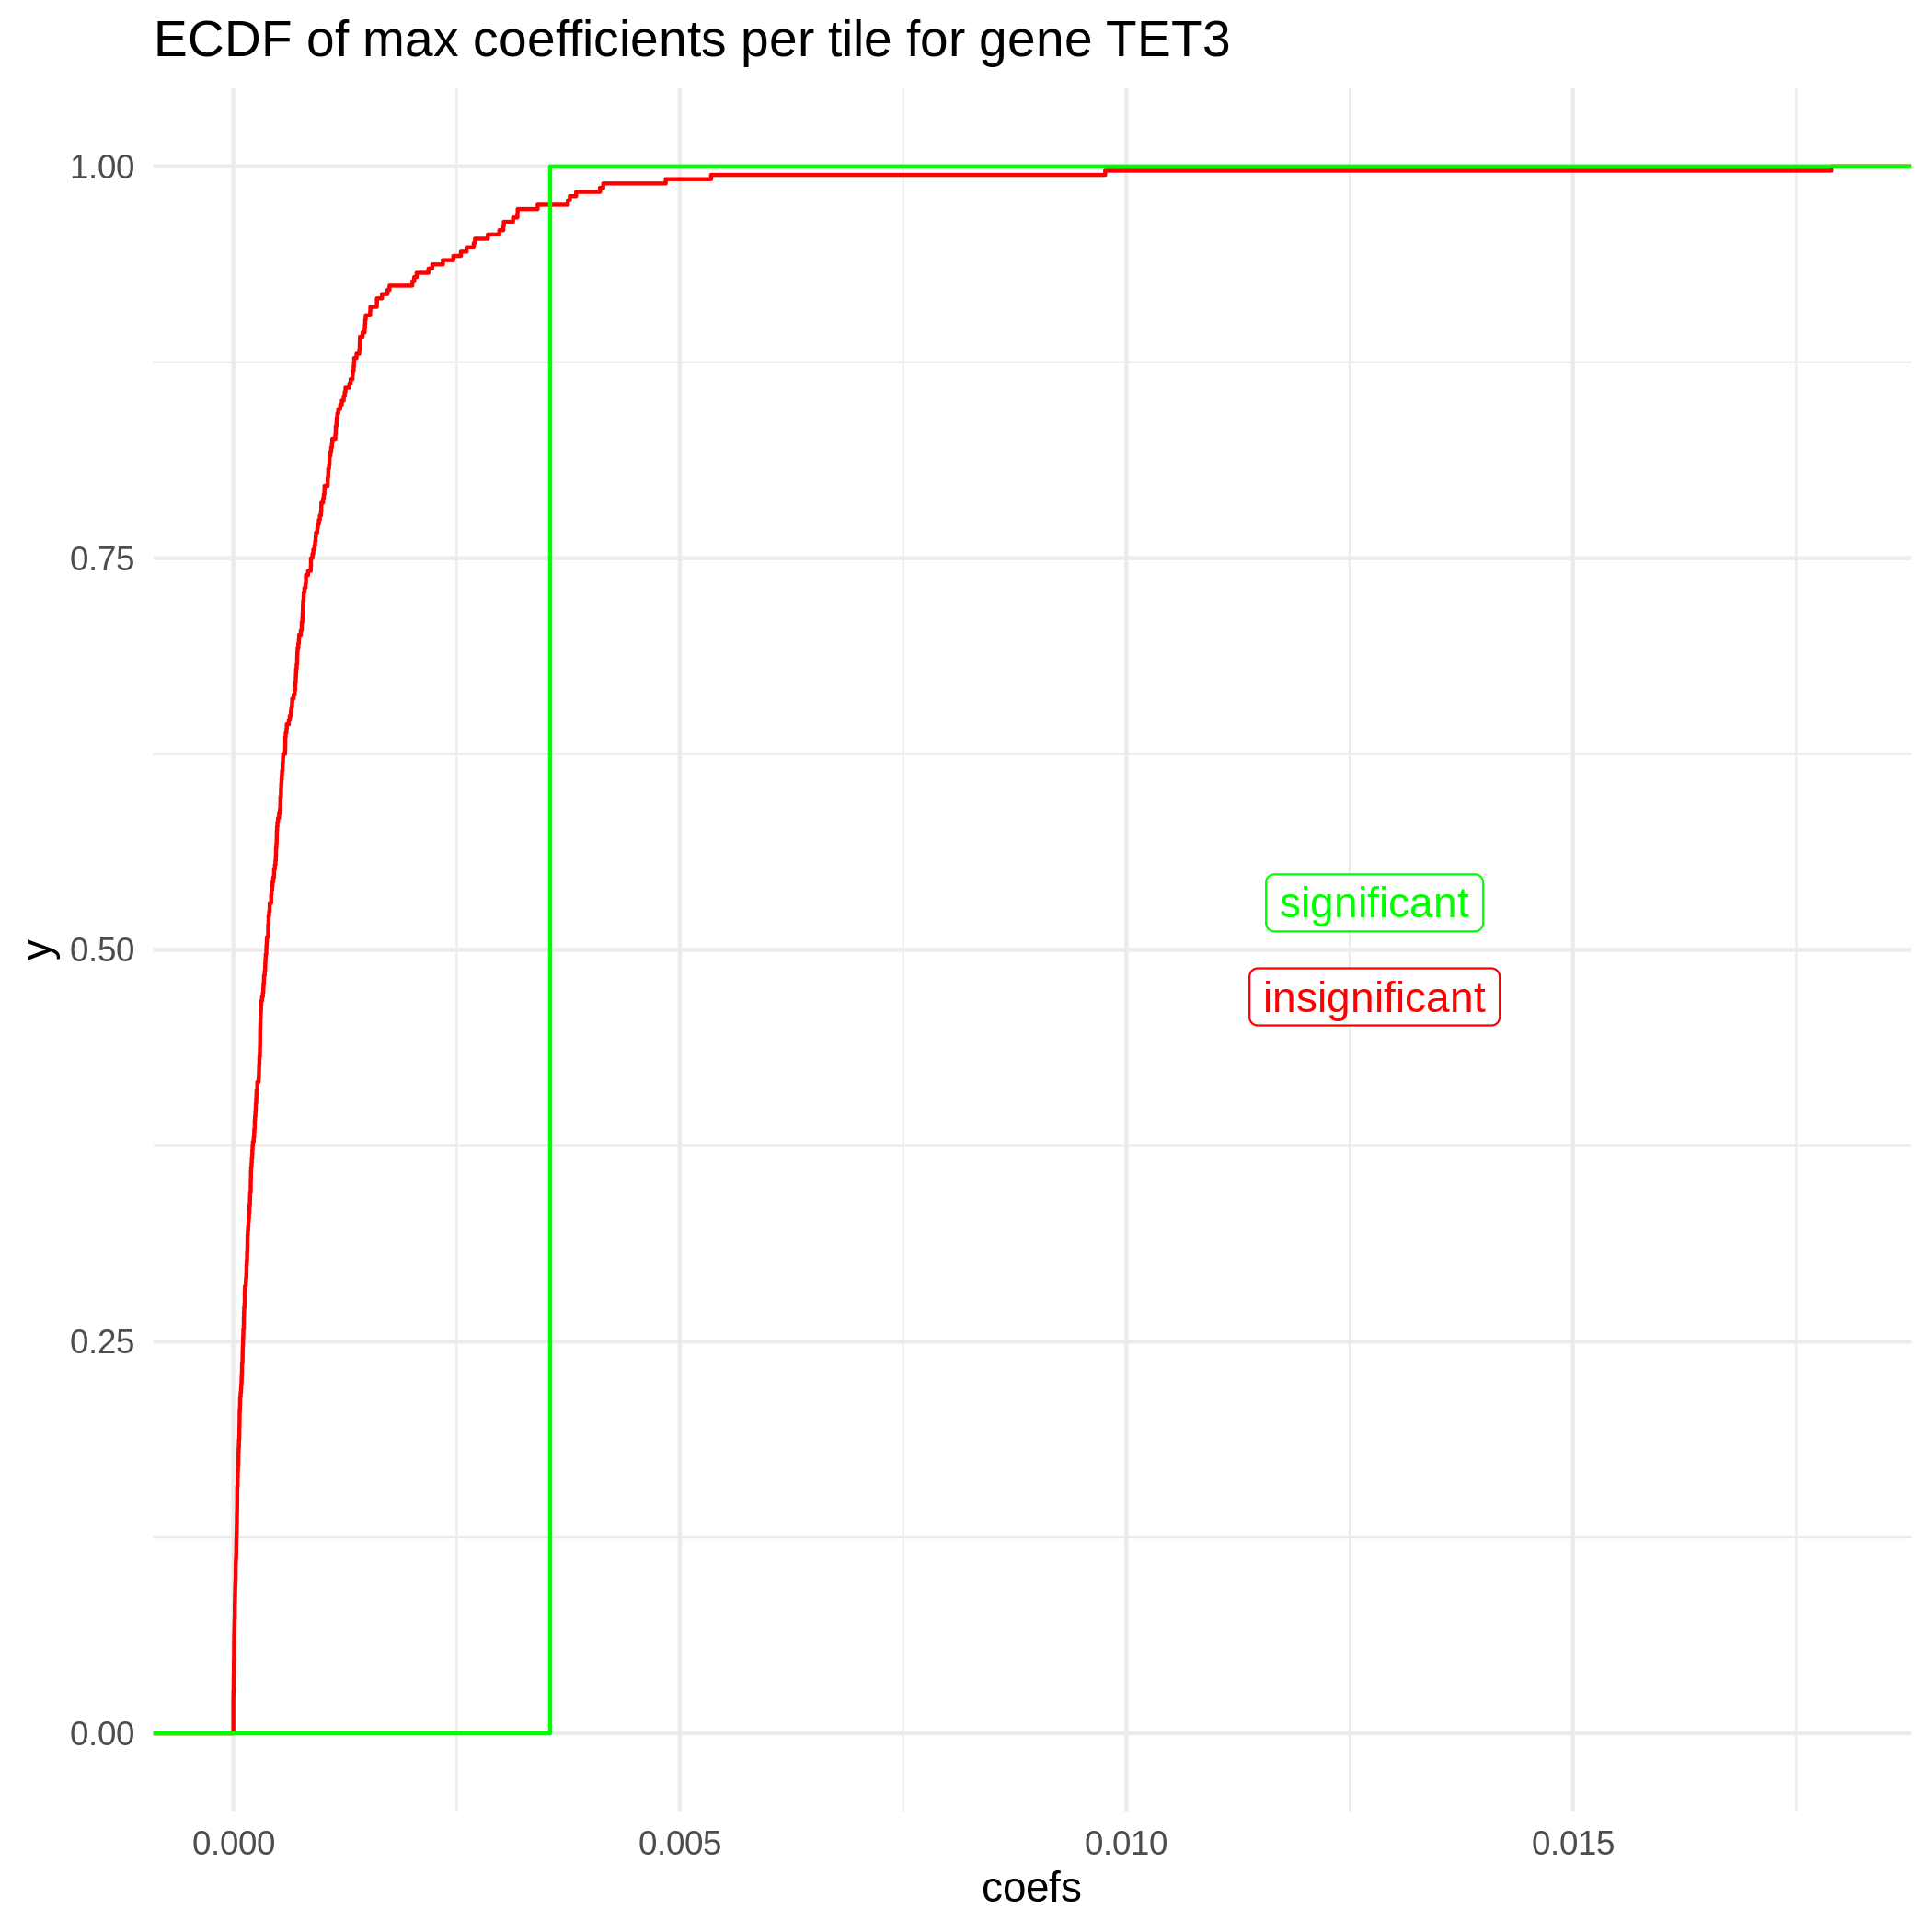 ECDF of max coefficients per tile for gene TET3
1.00
0.75
0.50
0.25
0.00
y
significant
insignificant
0.000
0.005
0.010
0.015
coefs